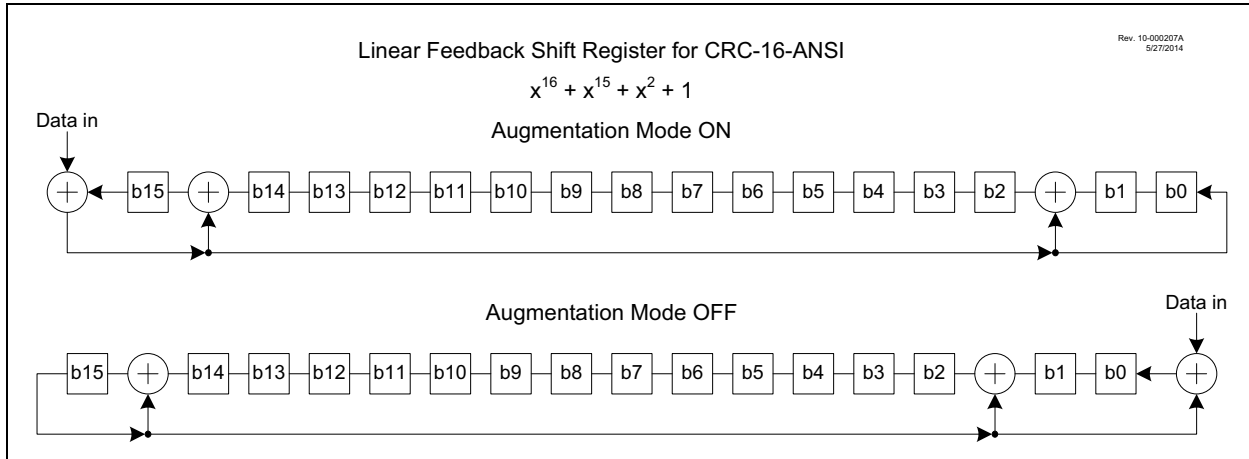 Linear Feedback Shift Register for CRC-16-ANSI
Rev. 10-000207A
5/27/2014
x¹⁶ + x¹⁵ + x² + 1
Augmentation Mode ON
Data in
+ b15 + b14 b13 b12 b11 b10 b9 b8 b7 b6 b5 b4 b3 b2 + b1 b0
Augmentation Mode OFF
Data in
b15 + b14 b13 b12 b11 b10 b9 b8 b7 b6 b5 b4 b3 b2 + b1 b0 +